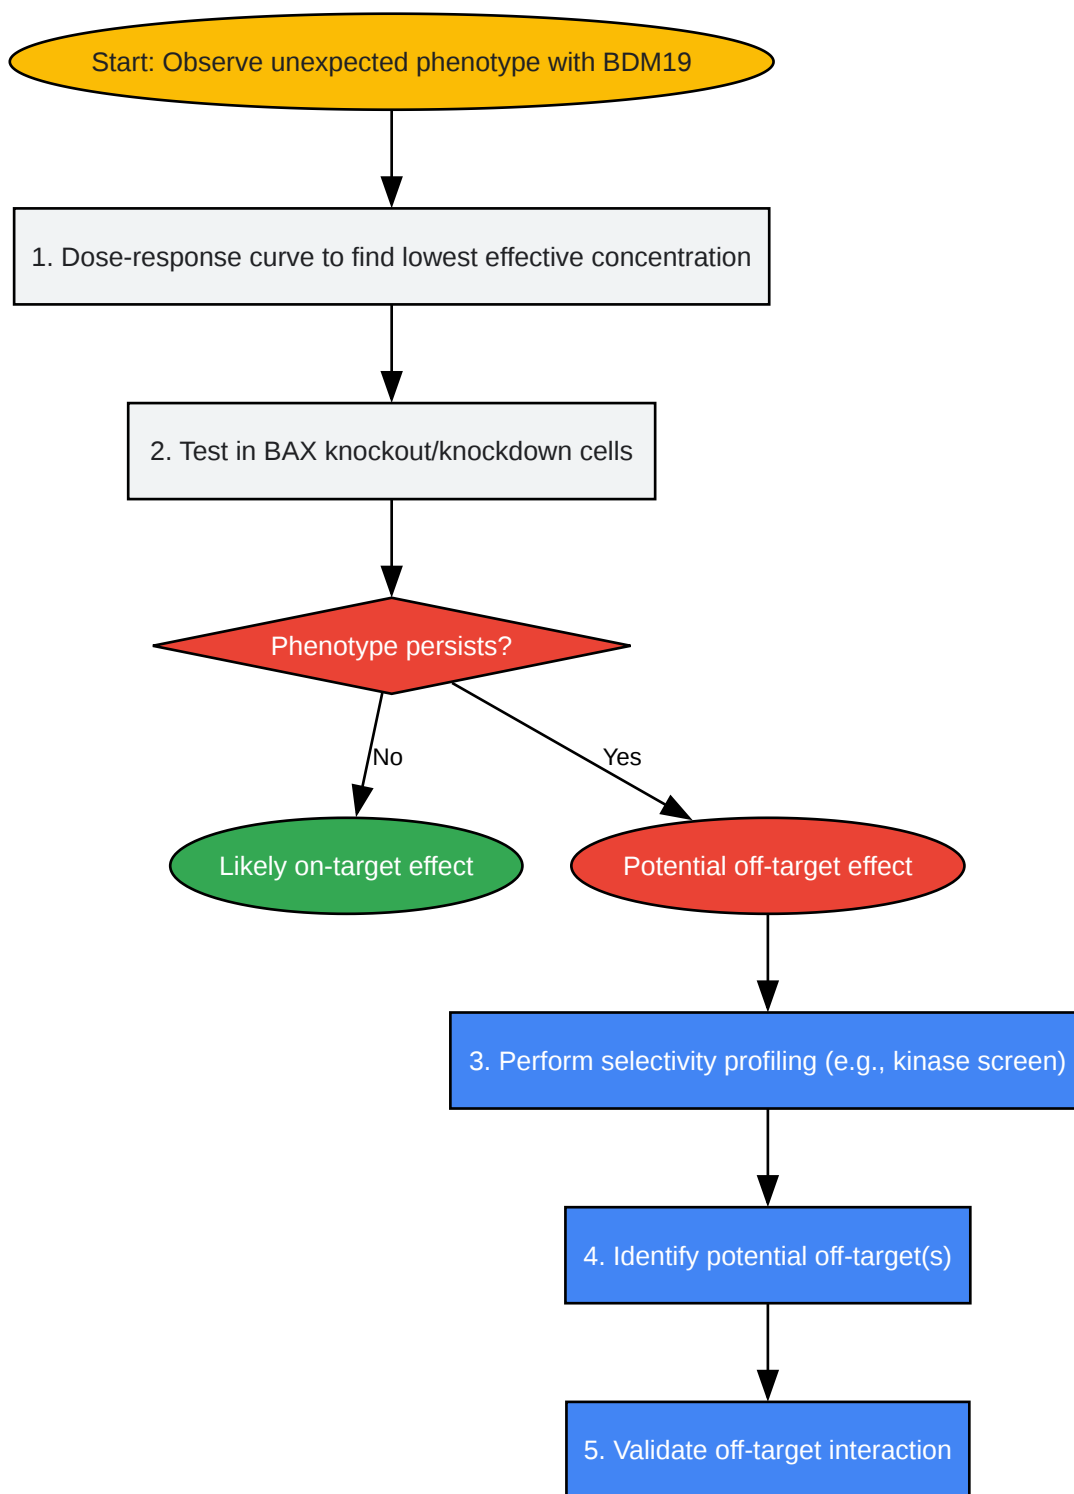 Start: Observe unexpected phenotype with BDM19
1. Dose-response curve to find lowest effective concentration
2. Test in BAX knockout/knockdown cells
Phenotype persists?
No
Yes
Likely on-target effect
Potential off-target effect
3. Perform selectivity profiling (e.g., kinase screen)
4. Identify potential off-target(s)
5. Validate off-target interaction